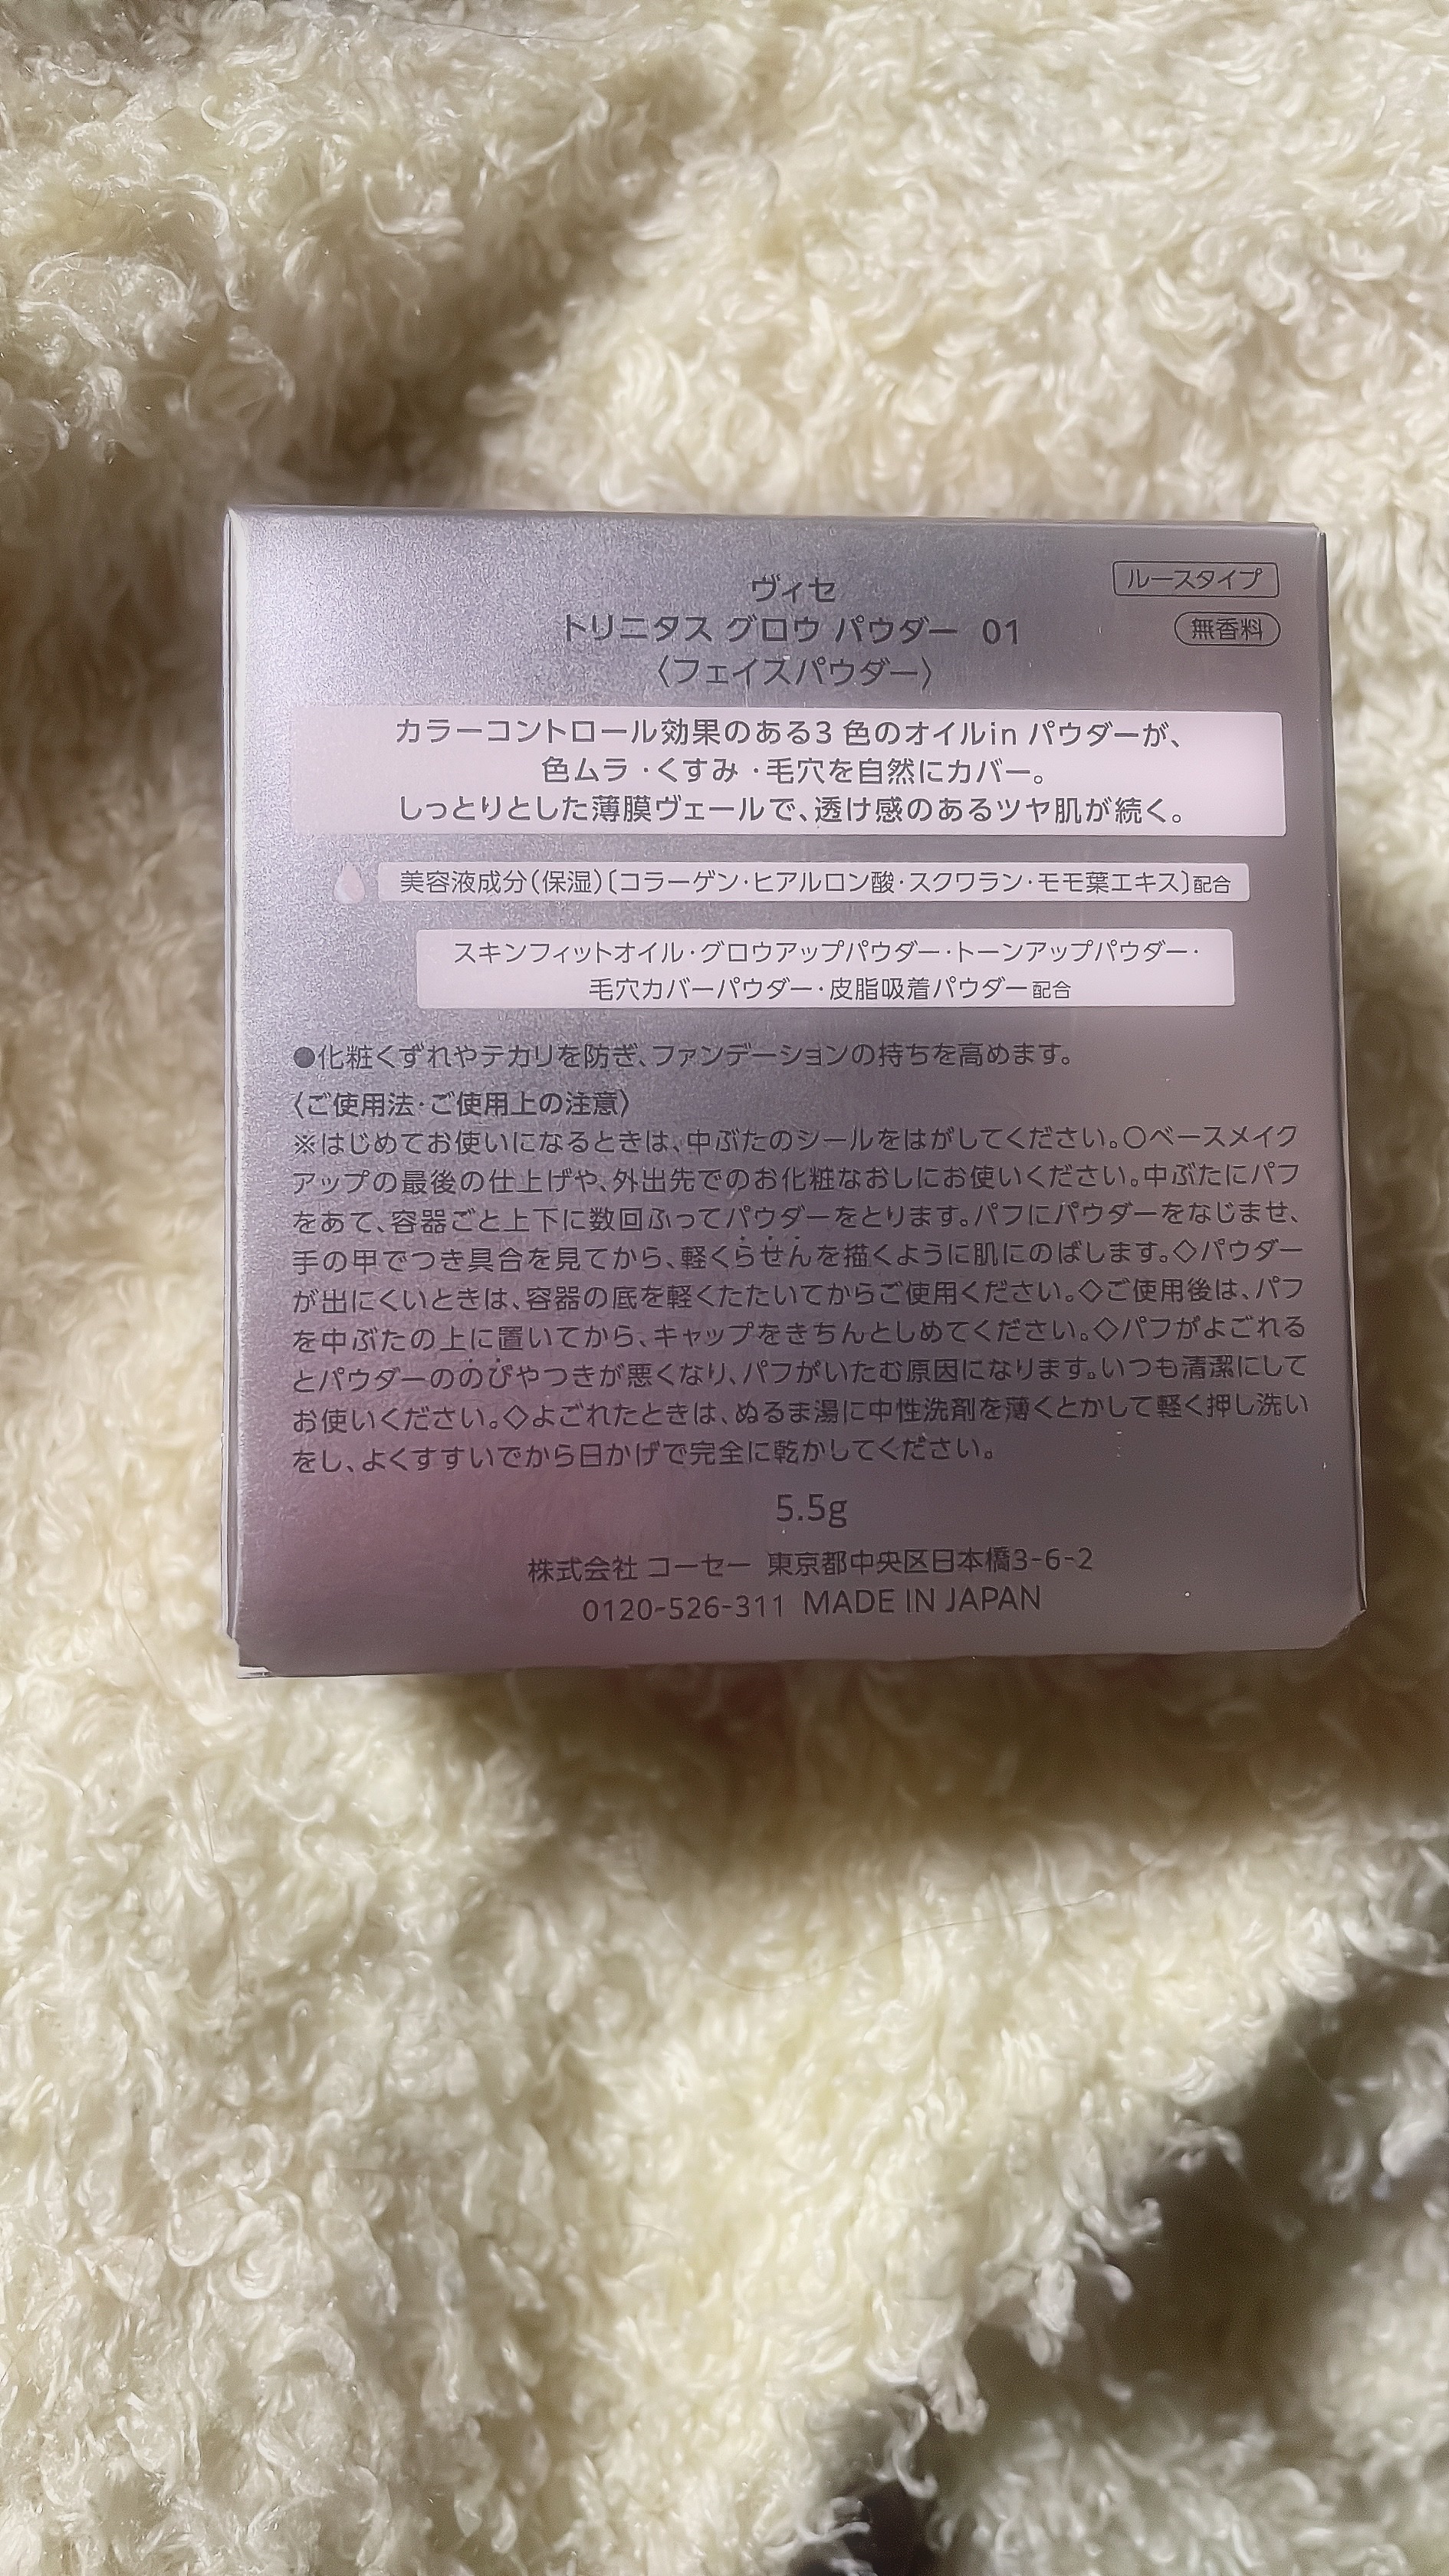 ヴィセ
ルースタイプ
トリニタス グロウ パウダー 01
無香料
〈フェイスパウダー〉
カラーコントロール効果のある3 色のオイルin パウダーが、
色ムラ・くすみ・毛穴を自然にカバー。
しっとりとした薄膜ヴェールで、透け感のあるツヤ肌が続く。
美容液成分(保湿)〔コラーゲン・ヒアルロン酸・スクワラン・モモ葉エキス〕配合
スキンフィットオイル・グロウアップパウダー・トーンアップパウダー・
毛穴カバーパウダー・皮脂吸着パウダー配合
●化粧くずれやテカリを防ぎ、ファンデーションの持ちを高めます。
〈ご使用法・ご使用上の注意〉
※はじめてお使いになるときは、中ぶたのシールをはがしてください。○ベースメイク
アップの最後の仕上げや、外出先でのお化粧なおしにお使いください。中ぶたにパフ
をあて、容器ごと上下に数回ふってパウダーをとります。パフにパウダーをなじませ、
手の甲でつき具合を見てから、軽くらせんを描くように肌にのばします。◇パウダー
が出にくいときは、容器の底を軽くたたいてからご使用ください。◇ご使用後は、パフ
を中ぶたの上に置いてから、キャップをきちんとしめてください。◇パフがよごれる
とパウダーののびやつきが悪くなり、パフがいたむ原因になります。いつも清潔にして
お使いください。◇よごれたときは、ぬるま湯に中性洗剤を薄くとかして軽く押し洗い
をし、よくすすいでから日かげで完全に乾かしてください。
5.5g
株式会社 コーセー 東京都中央区日本橋3-6-2
0120-526-311 MADE IN JAPAN